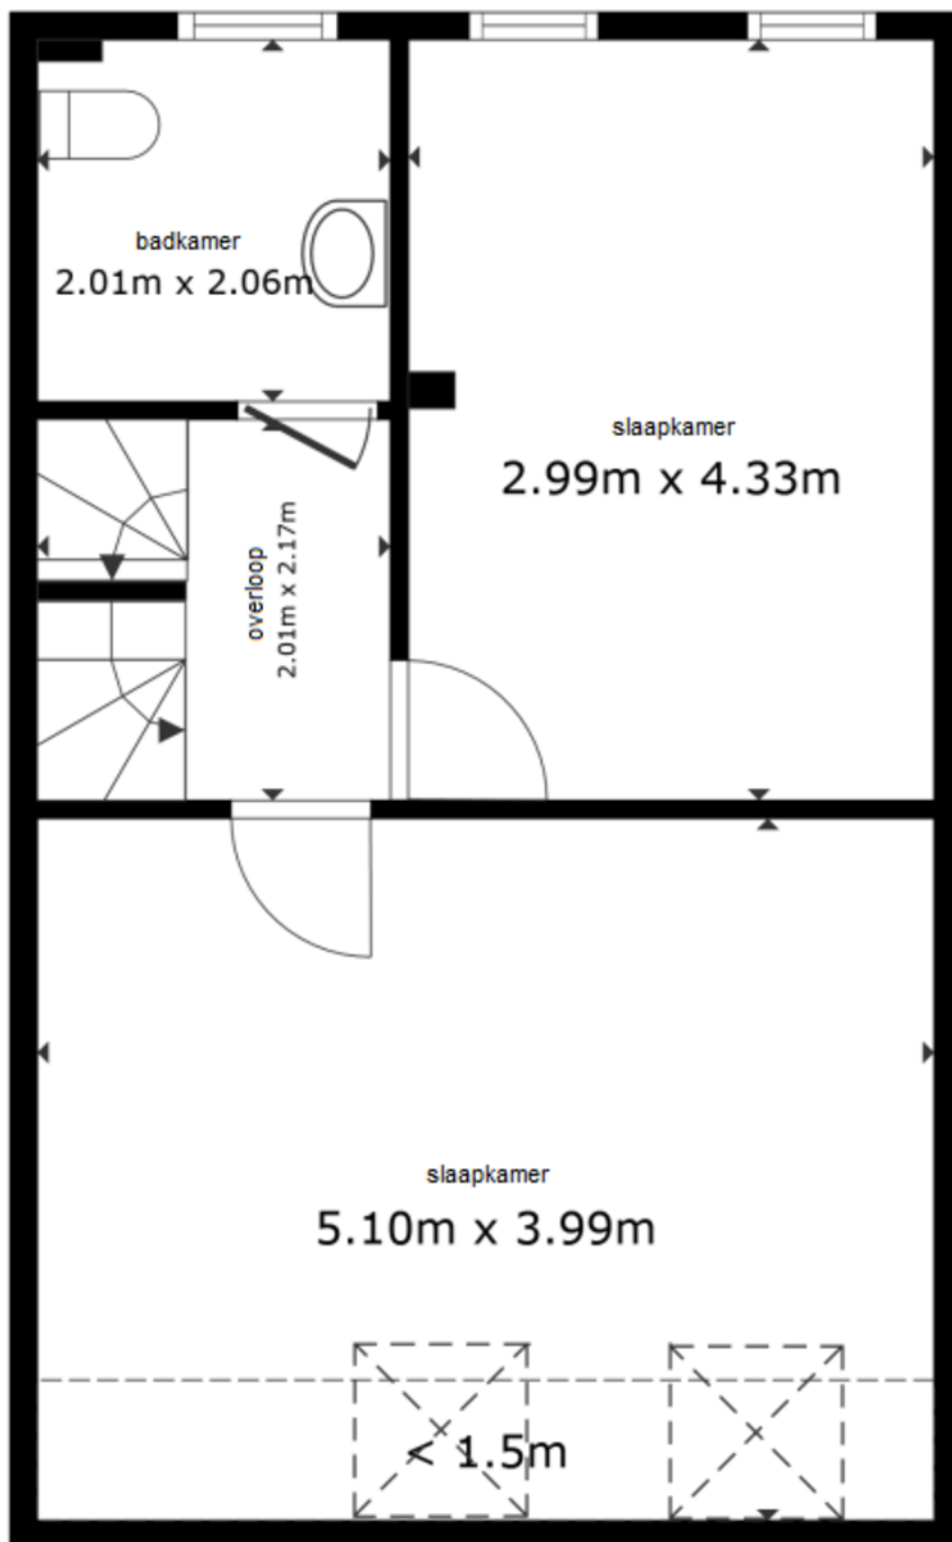 badkamer
2.01m x 2.06m
slaapkamer
2.99m x 4.33m
overloop
2.01m x 2.17m
slaapkamer
5.10m x 3.99m
< 1.5m